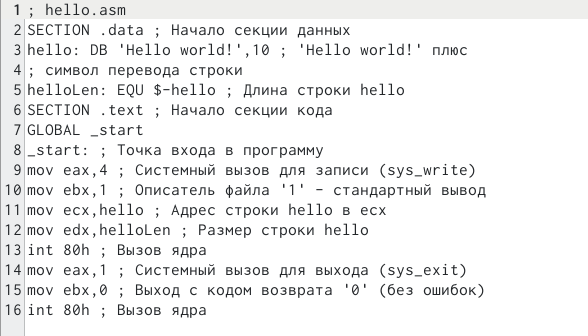 1 ; hello.asm
2 SECTION .data ; Начало секции данных
3 hello: DB 'Hello world!',10 ; 'Hello world!' плюс
4 ; символ перевода строки
5 helloLen: EQU $-hello ; Длина строки hello
6 SECTION .text ; Начало секции кода
7 GLOBAL _start
8 _start: ; Точка входа в программу
9 mov eax,4 ; Системный вызов для записи (sys_write)
10 mov ebx,1 ; Описатель файла '1' - стандартный вывод
11 mov ecx,hello ; Адрес строки hello в ecx
12 mov edx,helloLen ; Размер строки hello
13 int 80h ; Вызов ядра
14 mov eax,1 ; Системный вызов для выхода (sys_exit)
15 mov ebx,0 ; Выход с кодом возврата '0' (без ошибок)
16 int 80h ; Вызов ядра